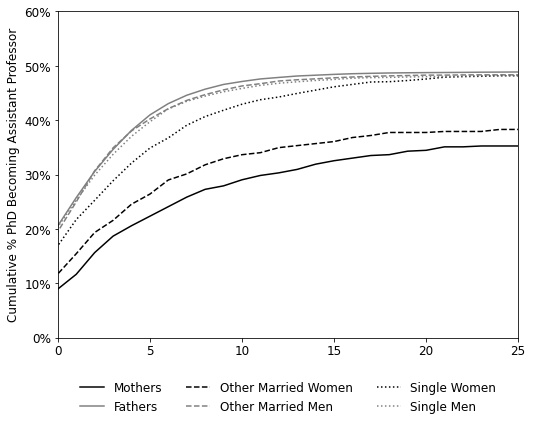 Cumulative % PhD Becoming Assistant Professor
60%
50%
40%
30%
20%
10%
0%
0 5 10 15 20 25
Mothers Other Married Women Single Women
Fathers Other Married Men Single Men